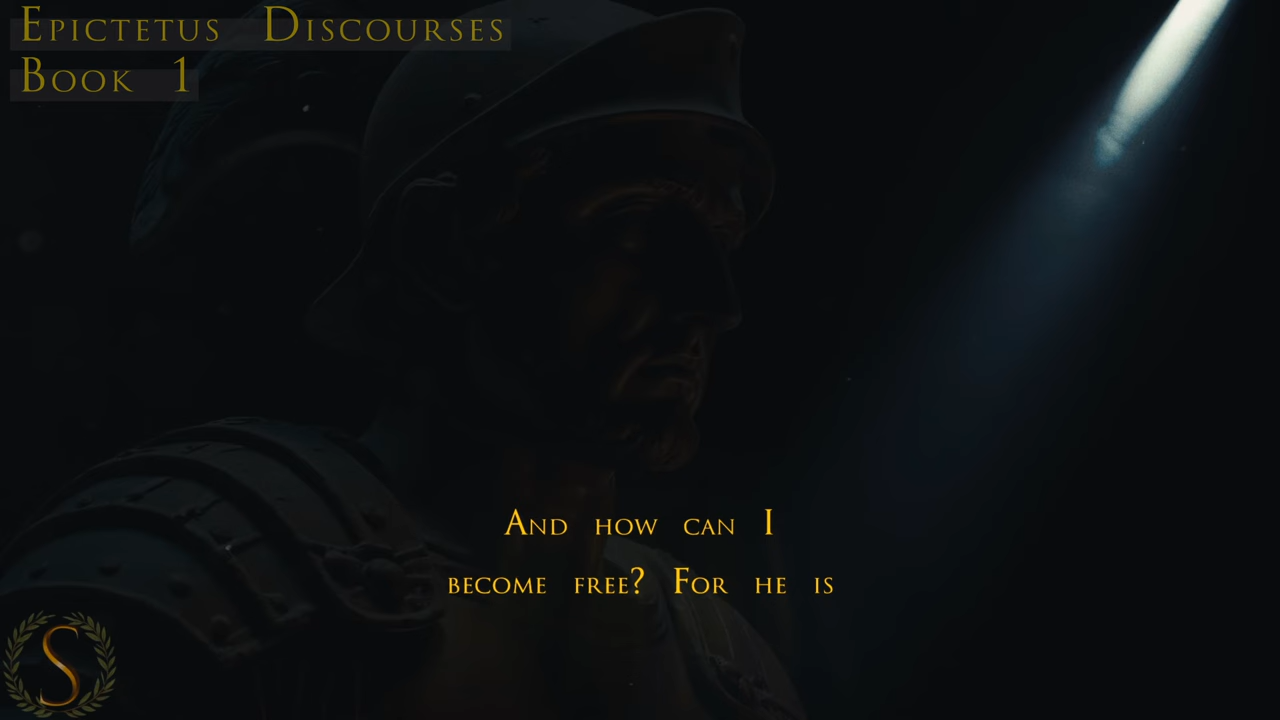 Epictetus Discourses
Book 1
And how can I
become free? For he is
S